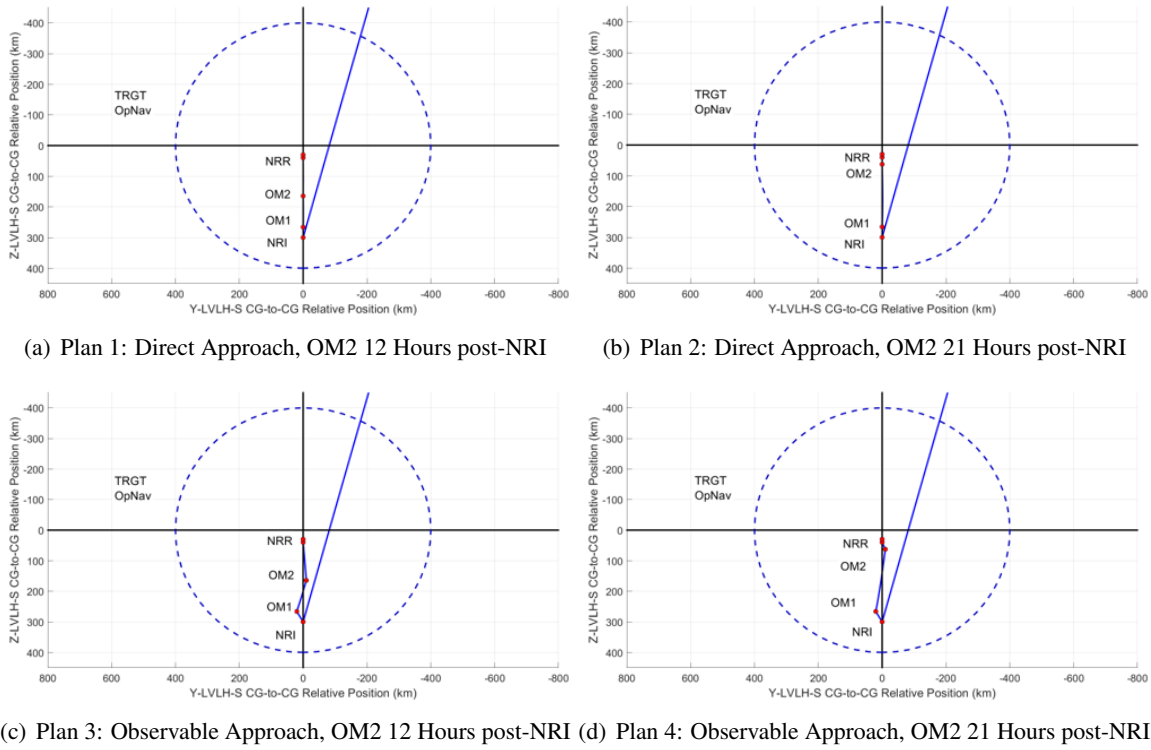 -400
-300
-200
-100
0
100
200
300
400
Z-LVLH-S CG-to-CG Relative Position (km)
TRGT
OpNav
NRR
OM2
OM1
NRI
800 600 400 200 0 -200 -400 -600 -800
Y-LVLH-S CG-to-CG Relative Position (km)
(a) Plan 1: Direct Approach, OM2 12 Hours post-NRI
-400
-300
-200
-100
0
100
200
300
400
Z-LVLH-S CG-to-CG Relative Position (km)
TRGT
OpNav
NRR
OM2
OM1
NRI
800 600 400 200 0 -200 -400 -600 -800
Y-LVLH-S CG-to-CG Relative Position (km)
(b) Plan 2: Direct Approach, OM2 21 Hours post-NRI
-400
-300
-200
-100
0
100
200
300
400
Z-LVLH-S CG-to-CG Relative Position (km)
TRGT
OpNav
NRR
OM2
OM1
NRI
800 600 400 200 0 -200 -400 -600 -800
Y-LVLH-S CG-to-CG Relative Position (km)
(c) Plan 3: Observable Approach, OM2 12 Hours post-NRI
-400
-300
-200
-100
0
100
200
300
400
Z-LVLH-S CG-to-CG Relative Position (km)
TRGT
OpNav
NRR
OM2
OM1
NRI
800 600 400 200 0 -200 -400 -600 -800
Y-LVLH-S CG-to-CG Relative Position (km)
(d) Plan 4: Observable Approach, OM2 21 Hours post-NRI